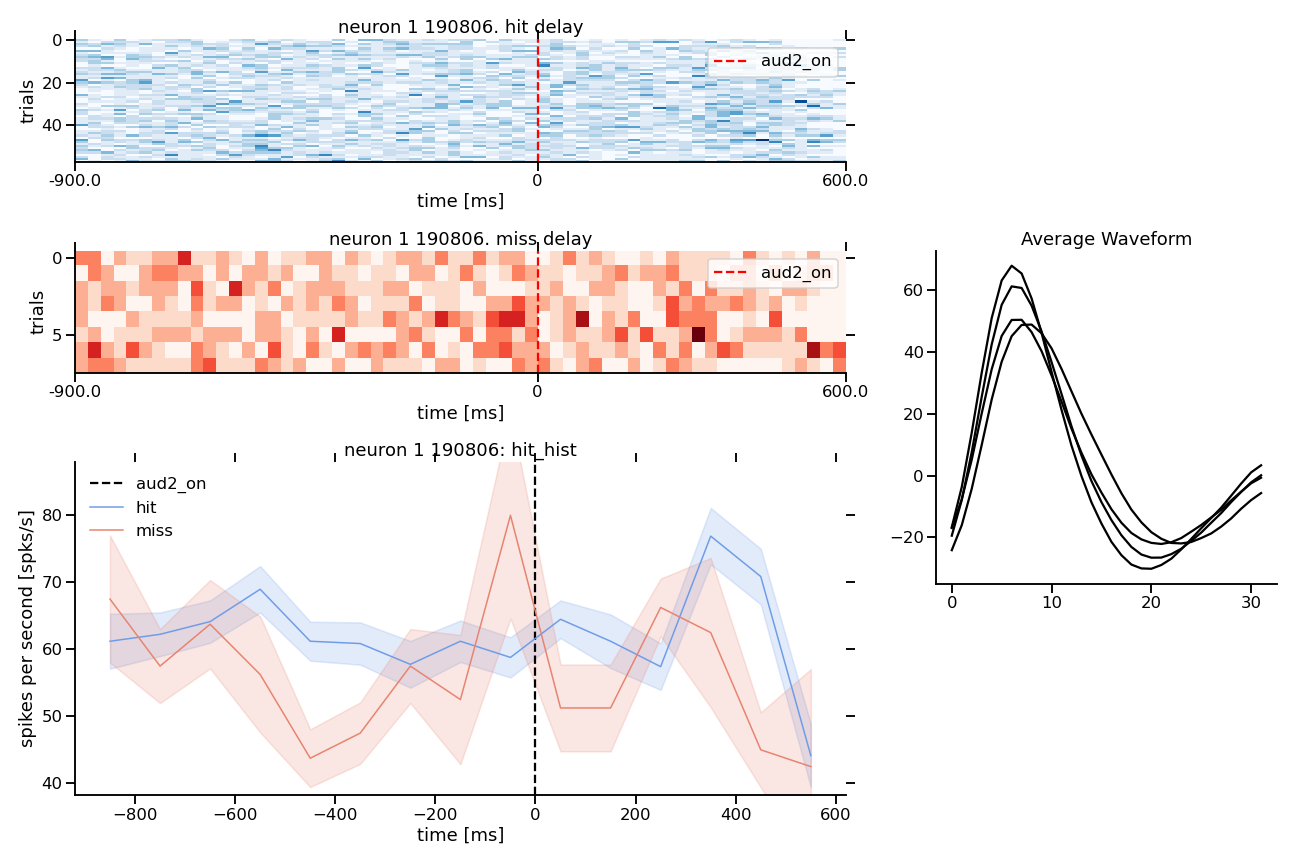 neuron 1 190806. hit delay
0
20
40
trials
aud2_on
-900.0
0
600.0
time [ms]
neuron 1 190806. miss delay
0
5
trials
aud2_on
-900.0
0
600.0
time [ms]
neuron 1 190806: hit_hist
aud2_on
hit
miss
80
70
60
50
40
spikes per second [spks/s]
−800
−600
−400
−200
0
200
400
600
time [ms]
Average Waveform
60
40
20
0
−20
0
10
20
30